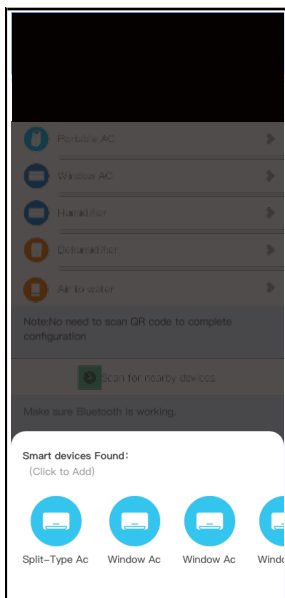 Portable AC
Window AC
Humidifier
Dehumidifier
Air to water
Note:No need to scan QR code to complete
configuration
Scan for nearby devices
Make sure Bluetooth is working.
Smart devices Found:
(Click to Add)
Split-Type Ac Window Ac Window Ac Windo